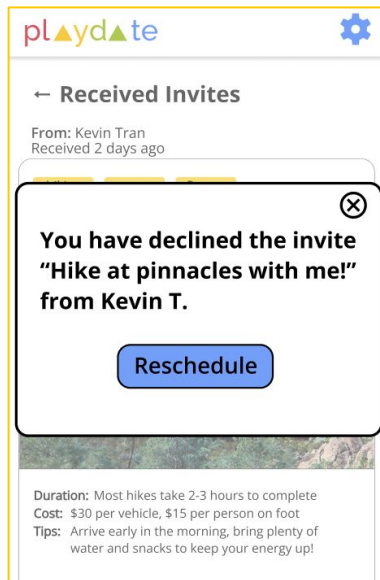 playdate
← Received Invites
From: Kevin Tran
Received 2 days ago
You have declined the invite
“Hike at pinnacles with me!”
from Kevin T.
Reschedule
Duration: Most hikes take 2-3 hours to complete
Cost: $30 per vehicle, $15 per person on foot
Tips: Arrive early in the morning, bring plenty of
water and snacks to keep your energy up!